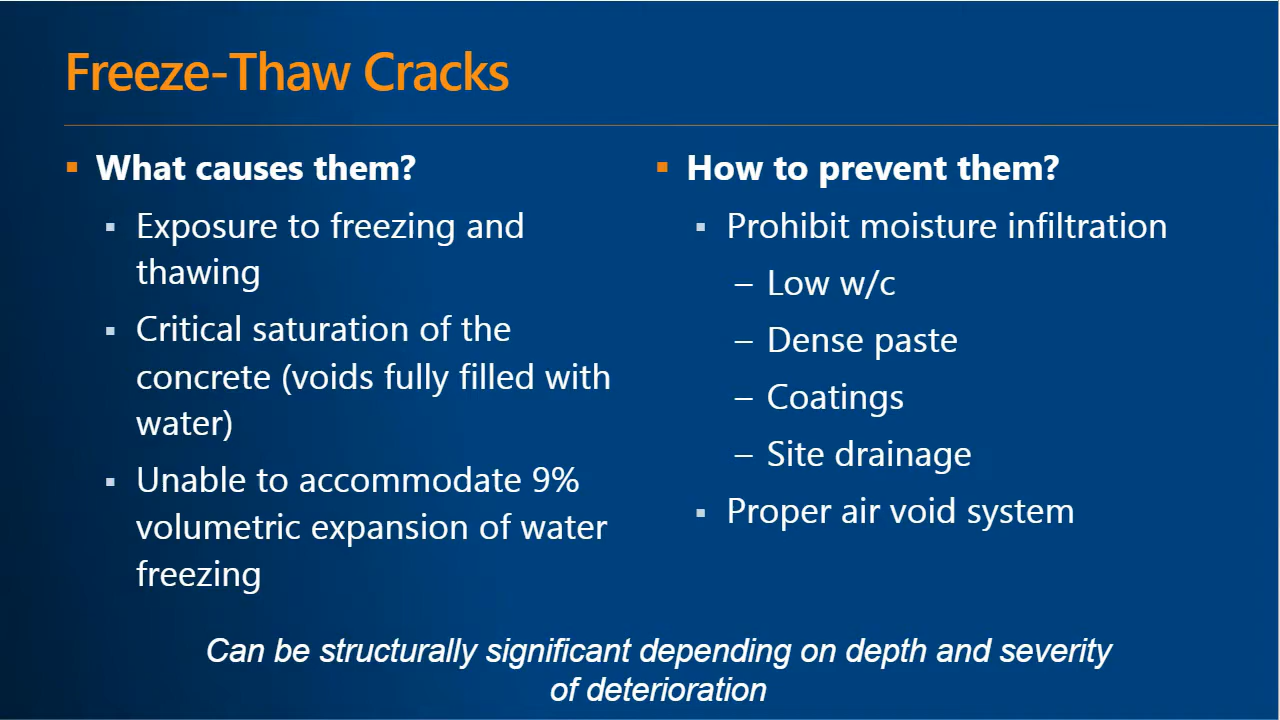 Freeze-Thaw Cracks
▪ What causes them?
▪ Exposure to freezing and
thawing
▪ Critical saturation of the
concrete (voids fully filled with
water)
▪ Unable to accommodate 9%
volumetric expansion of water
freezing
▪ How to prevent them?
▪ Prohibit moisture infiltration
– Low w/c
– Dense paste
– Coatings
– Site drainage
▪ Proper air void system
Can be structurally significant depending on depth and severity
of deterioration